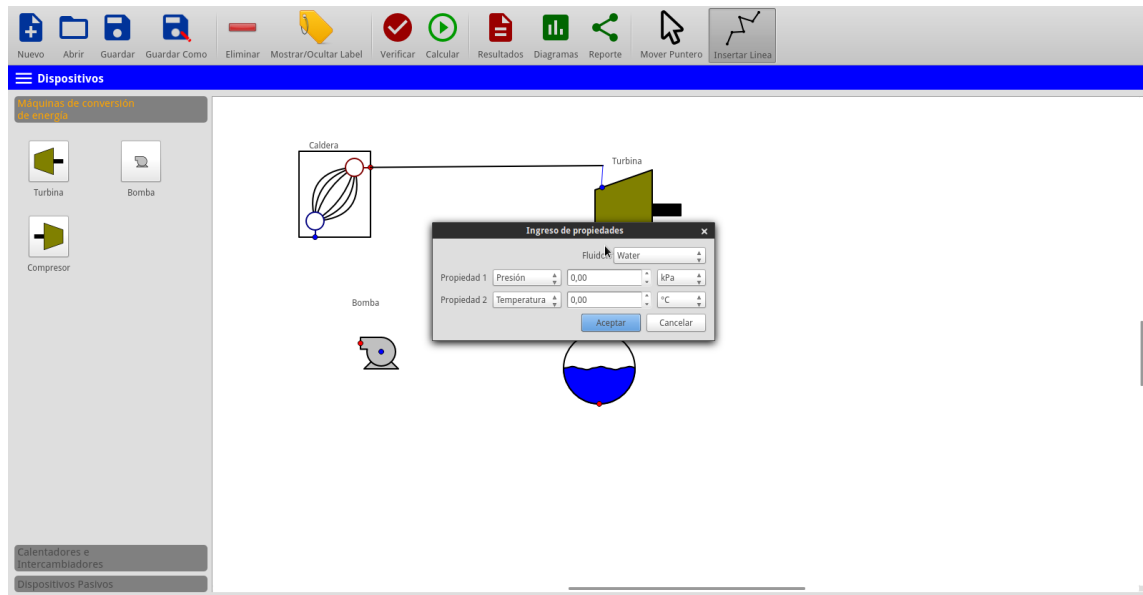 Nuevo Abrir Guardar Guardar Como Eliminar Mostrar/Ocultar Label Verificar Calcular Resultados Diagramas Reporte Mover Puntero Insertar Linea
Dispositivos
Máquinas de conversión
de energía
Turbina Bomba
Compresor
Calentadores e
Intercambiadores
Dispositivos Pasivos
Caldera
Turbina
Bomba
Ingreso de propiedades
Water
Propiedad 1 Presión 0,00 kPa
Propiedad 2 Temperatura 0,00 °C
Aceptar Cancelar